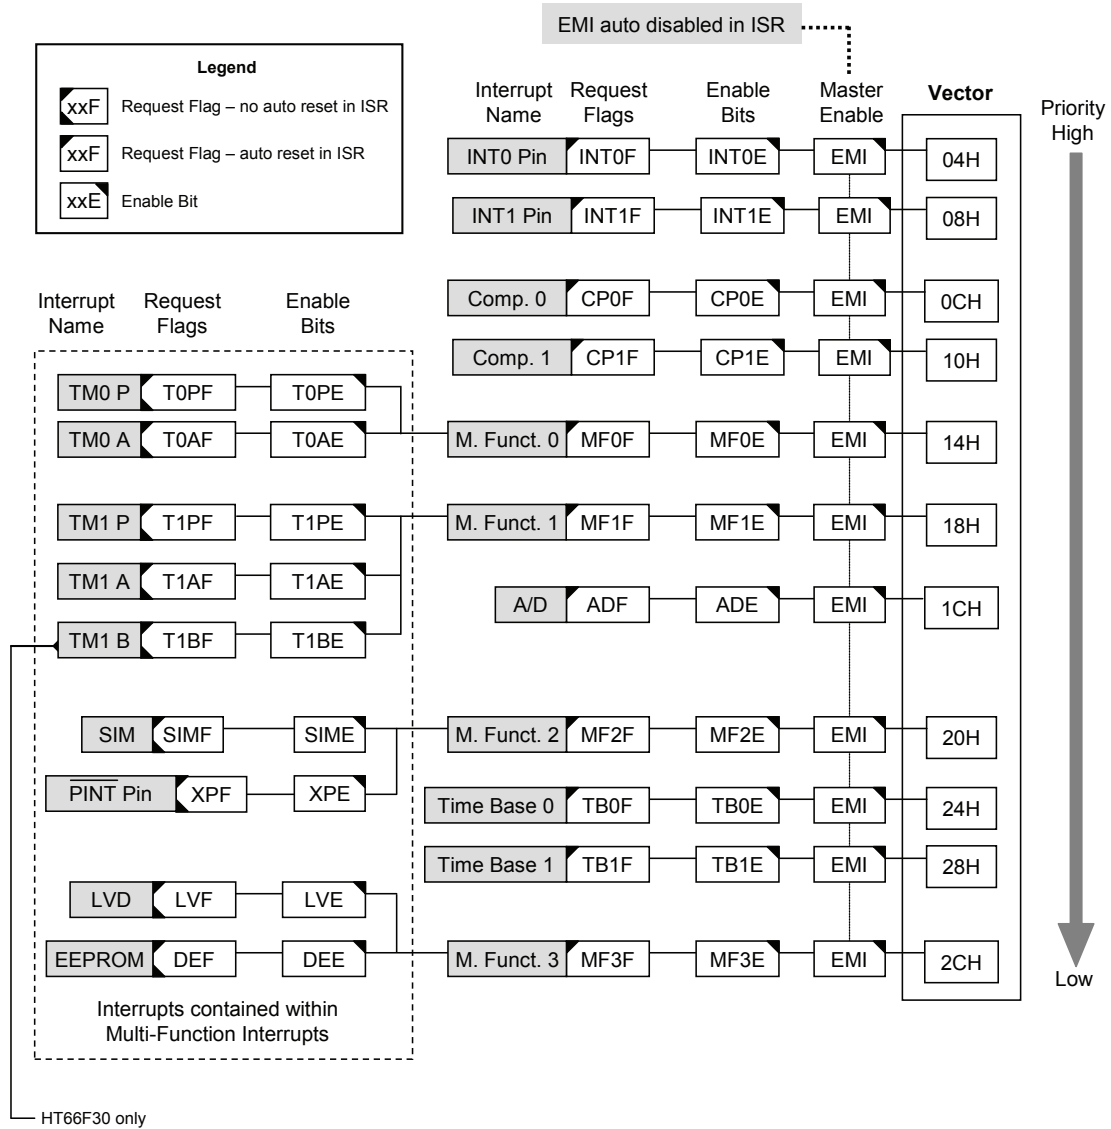 EMI auto disabled in ISR
Legend
xxF Request Flag – no auto reset in ISR
xxF Request Flag – auto reset in ISR
xxE Enable Bit
Interrupt Name Request Flags Enable Bits Master Enable Vector
Priority High
INT0 Pin INT0F INT0E EMI 04H
INT1 Pin INT1F INT1E EMI 08H
Comp. 0 CP0F CP0E EMI 0CH
Comp. 1 CP1F CP1E EMI 10H
M. Funct. 0 MF0F MF0E EMI 14H
M. Funct. 1 MF1F MF1E EMI 18H
A/D ADF ADE EMI 1CH
M. Funct. 2 MF2F MF2E EMI 20H
Time Base 0 TB0F TB0E EMI 24H
Time Base 1 TB1F TB1E EMI 28H
M. Funct. 3 MF3F MF3E EMI 2CH
Low
Interrupt Name Request Flags Enable Bits
TM0 P T0PF T0PE
TM0 A T0AF T0AE
TM1 P T1PF T1PE
TM1 A T1AF T1AE
TM1 B T1BF T1BE
SIM SIMF SIME
PINT Pin XPF XPE
LVD LVF LVE
EEPROM DEF DEE
Interrupts contained within
Multi-Function Interrupts
HT66F30 only